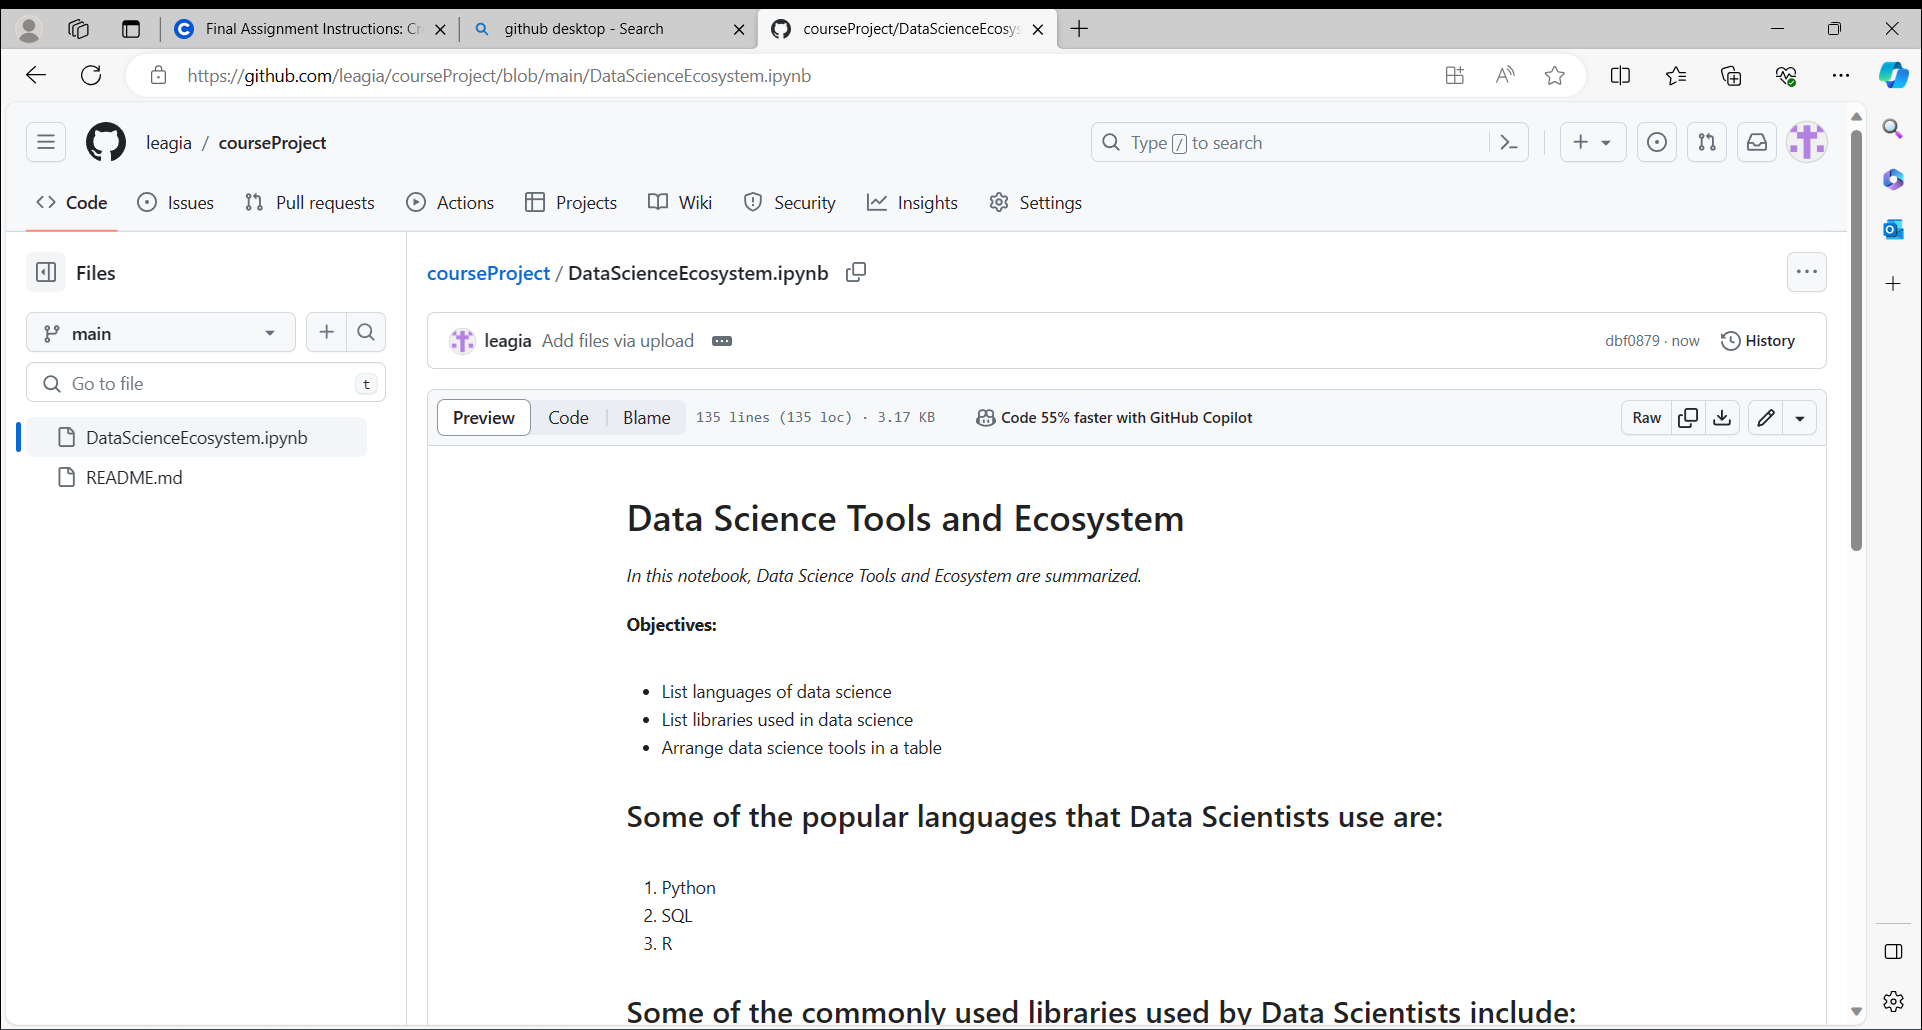 Final Assignment Instructions: Cr
github desktop - Search
courseProject/DataScienceEcosys
https://github.com/leagia/courseProject/blob/main/DataScienceEcosystem.ipynb
leagia / courseProject
Type / to search
Code
Issues
Pull requests
Actions
Projects
Wiki
Security
Insights
Settings
Files
main
Go to file
t
DataScienceEcosystem.ipynb
README.md
courseProject / DataScienceEcosystem.ipynb
leagia Add files via upload
dbf0879 · now
History
Preview
Code
Blame
135 lines (135 loc) · 3.17 KB
Code 55% faster with GitHub Copilot
Raw
Data Science Tools and Ecosystem
In this notebook, Data Science Tools and Ecosystem are summarized.
Objectives:
• List languages of data science
• List libraries used in data science
• Arrange data science tools in a table
Some of the popular languages that Data Scientists use are:
1. Python
2. SQL
3. R
Some of the commonly used libraries used by Data Scientists include: